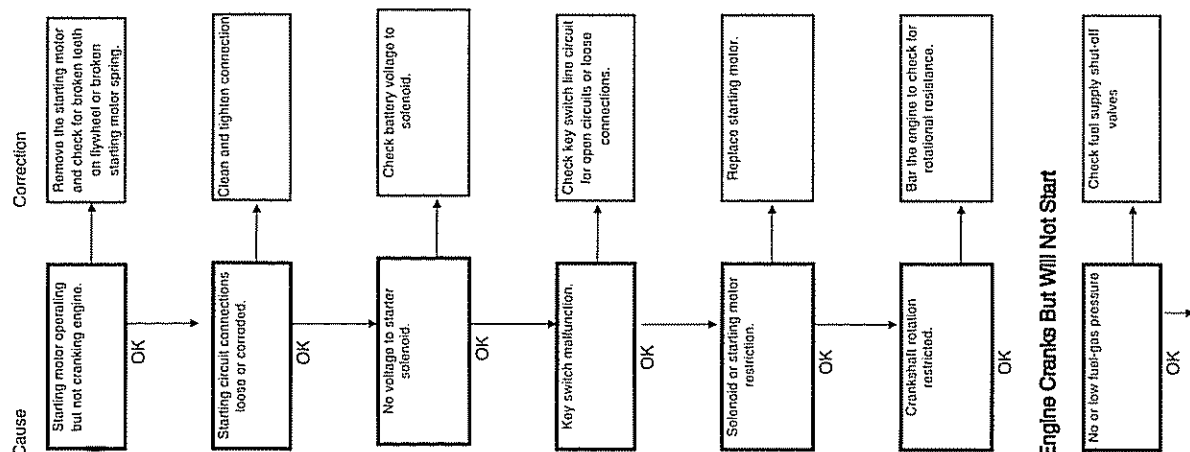 Cause
Correction
Starting motor operating
but not cranking engine.
Remove the starting motor
and check for broken teeth
on flywheel or broken
starting motor spring.
OK
Starting circuit connections
loose or corroded.
Clean and tighten connection
OK
No voltage to starter
solenoid.
Check battery voltage to
solenoid.
OK
Key switch malfunction.
Check key switch line circuit
for open circuits or loose
connections.
OK
Solenoid or starting motor
restriction.
Replace starting motor.
OK
Crankshaft rotation
restricted.
Bar the engine to check for
rotational resistance.
OK
Engine Cranks But Will Not Start
No or low fuel-gas pressure
Check fuel supply shut-off
valves
OK